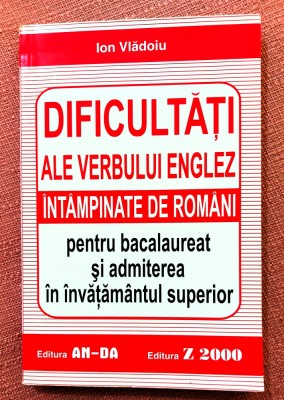 Ion Vlădoiu
DIFICULTĂȚI
ALE VERBULUI ENGLEZ
ÎNTÂMPINATE DE ROMÂNI
pentru bacalaureat
și admiterea
în învățământul superior
Editura AN-DA Editura Z 2000